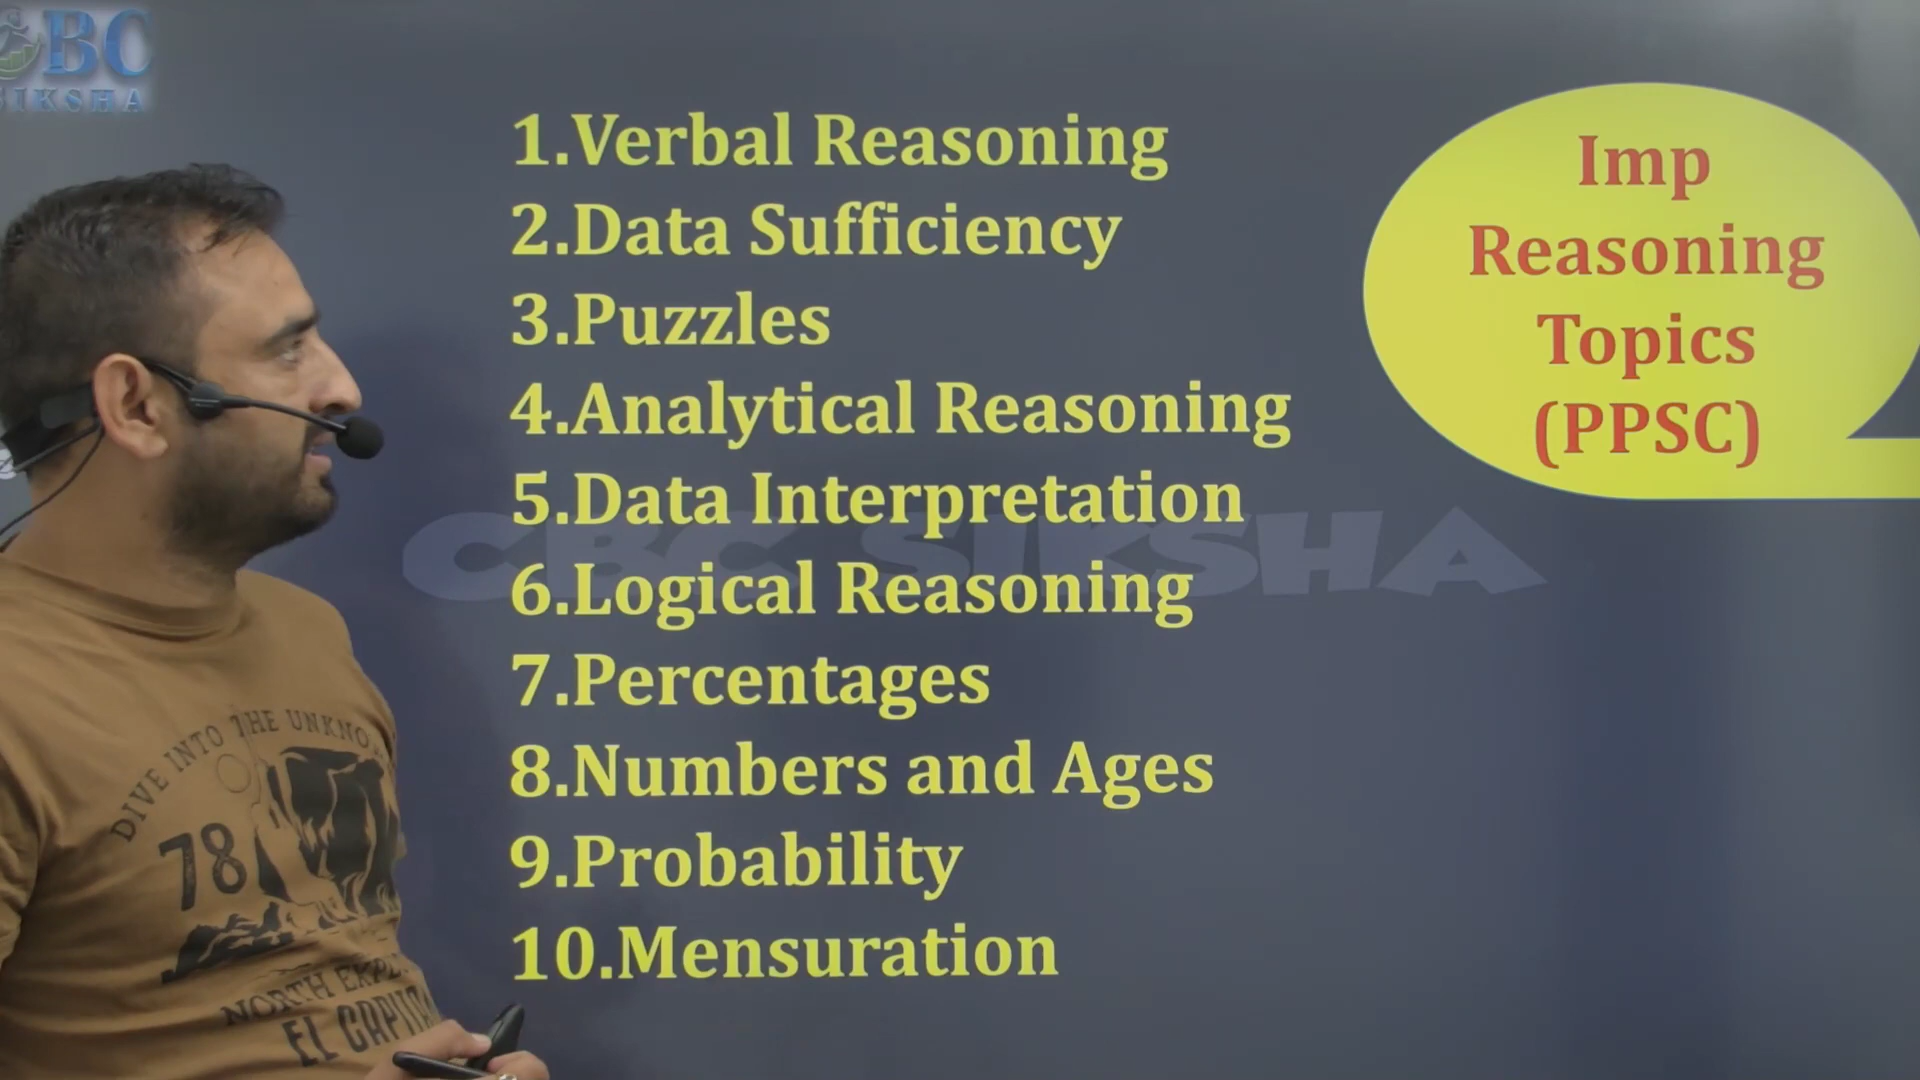 BC
SIKSHA
1.Verbal Reasoning
2.Data Sufficiency
3.Puzzles
4.Analytical Reasoning
5.Data Interpretation
6.Logical Reasoning
7.Percentages
8.Numbers and Ages
9.Probability
10.Mensuration
Imp
Reasoning
Topics
(PPSC)
CBC SIKSHA
DIVE INTO THE
78
NORTH
EL